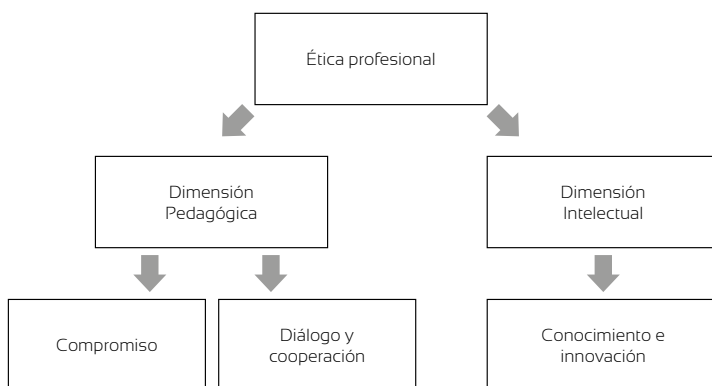 Ética profesional
Dimensión
Pedagógica
Dimensión
Intelectual
Compromiso
Diálogo y
cooperación
Conocimiento e
innovación